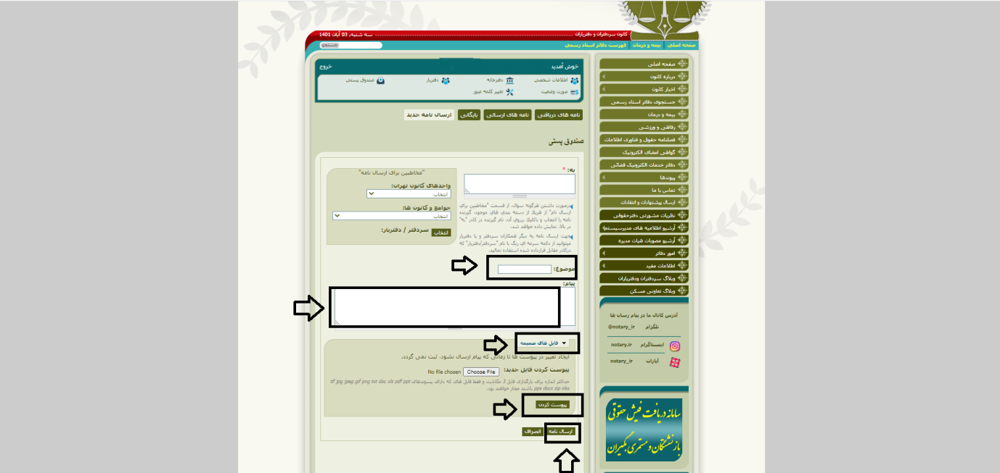 کانون سردفتران و دفتریاران
سه شنبه, 03 آبان 1401
صفحه اصلی | بیمه و درمان | فهرست دفاتر اسناد رسمی
جستجو
صفحه اصلی
درباره کانون
اخبار کانون
جستجوی دفاتر اسناد رسمی
بیمه و درمان
رفاهی و ورزشی
فصلنامه حقوق و فناوری اطلاعات
گواهی امضای الکترونیک
دفاتر خدمات الکترونیک قضائی
پیوندها
تماس با ما
ارسال پیشنهادات و انتقادات
نظریات مشورتی دفترحقوقی
آرشیو اطلاعیه های مدیرسیستم
آرشیو مصوبات هیات مدیره
امور دفاتر
اطلاعات مفید
وبلاگ سردفتران ودفتریاران
وبلاگ تعاونی مسکن
آدرس کانال ما در پیام رسان ها
تلگرام @notary_ir
اینستاگرام notary.ir
آپارات notary_ir
سامانه دریافت فیش حقوقی
بازنشستگان و مستمری بگیران
خوش آمدید
خروج
اطلاعات شخصی
دفترخانه
دفتریار
صندوق پستی
صورت وضعیت
تغییر کلمه عبور
نامه های دریافتی
نامه های ارسالی
بایگانی
ارسال نامه جدید
صندوق پستی
به: *
درصورت داشتن هرگونه سوال، از قسمت "مخاطبین برای
ارسال نام" از هریک از دسته بندی های موجود، گیرنده
نامه را انتخاب و باکلیک برروی آن، نام گیرنده در کادر "به"
در بالا، نمایش داده خواهد شد.
جهت ارسال نامه به دیگر همکاران سردفتر و یا دفتریار
میتوانید از دکمه سرمه ای رنگ با نام "سردفتر/دفتریار" که
درکادر مقابل قرارداده شده استفاده نمائید.
"مخاطبین برای ارسال نامه"
واحدهای کانون تهران:
انتخاب
جوامع و کانون ها:
انتخاب
سردفتر / دفتریار: انتخاب
موضوع:
پیام:
فایل های ضمیمه
ایجاد تغییر در پیوست ها تا زمانی که پیام ارسال نشود، ثبت نمی گردد.
پیوست کردن فایل جدید: Choose File No file chosen
حداکثر اندازه برای بارگذاری فایل 3 مگابایت و فقط فایل های که دارای پسوندهای tif jpg jpeg gif png txt doc xls pdf ppt
pps docx zip xlsx باشند مجاز خواهند بود.
پیوست کردن
ارسال نامه
انصراف